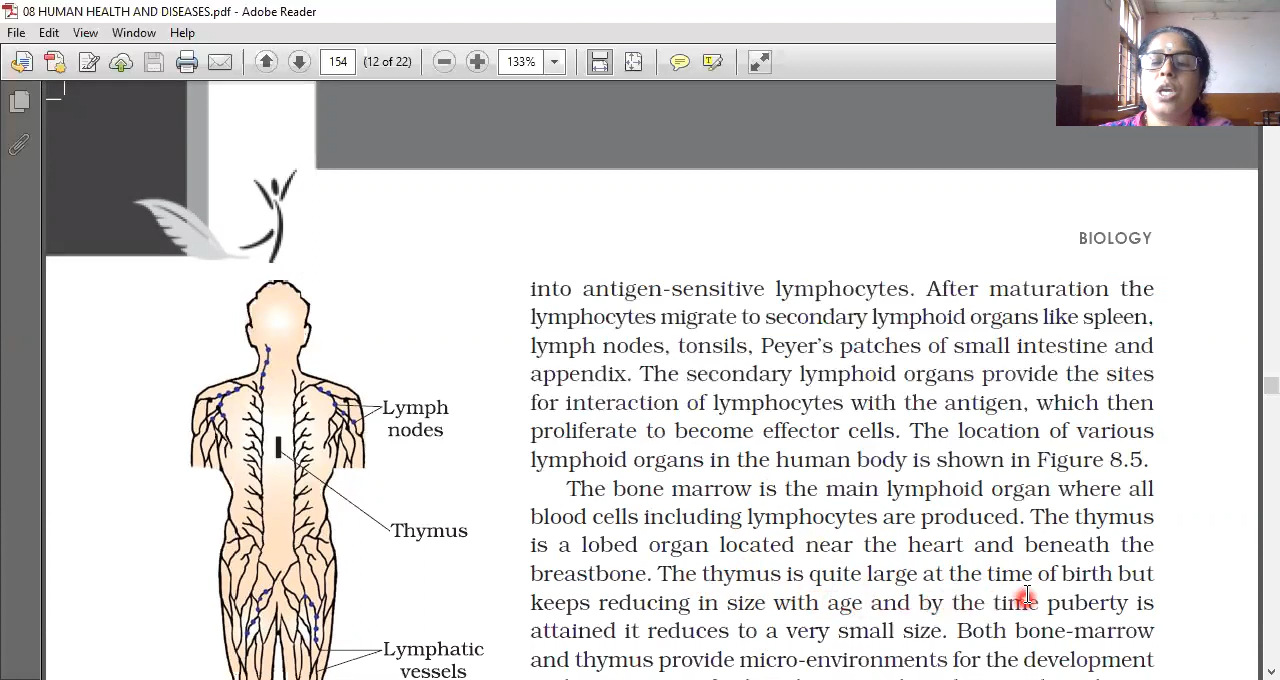 08 HUMAN HEALTH AND DISEASES.pdf - Adobe Reader
File Edit View Window Help
154 (12 of 22) 133%
BIOLOGY
into antigen-sensitive lymphocytes. After maturation the
lymphocytes migrate to secondary lymphoid organs like spleen,
lymph nodes, tonsils, Peyer's patches of small intestine and
appendix. The secondary lymphoid organs provide the sites
for interaction of lymphocytes with the antigen, which then
proliferate to become effector cells. The location of various
lymphoid organs in the human body is shown in Figure 8.5.
The bone marrow is the main lymphoid organ where all
blood cells including lymphocytes are produced. The thymus
is a lobed organ located near the heart and beneath the
breastbone. The thymus is quite large at the time of birth but
keeps reducing in size with age and by the time puberty is
attained it reduces to a very small size. Both bone-marrow
and thymus provide micro-environments for the development
Lymph
nodes
Thymus
Lymphatic
vessels